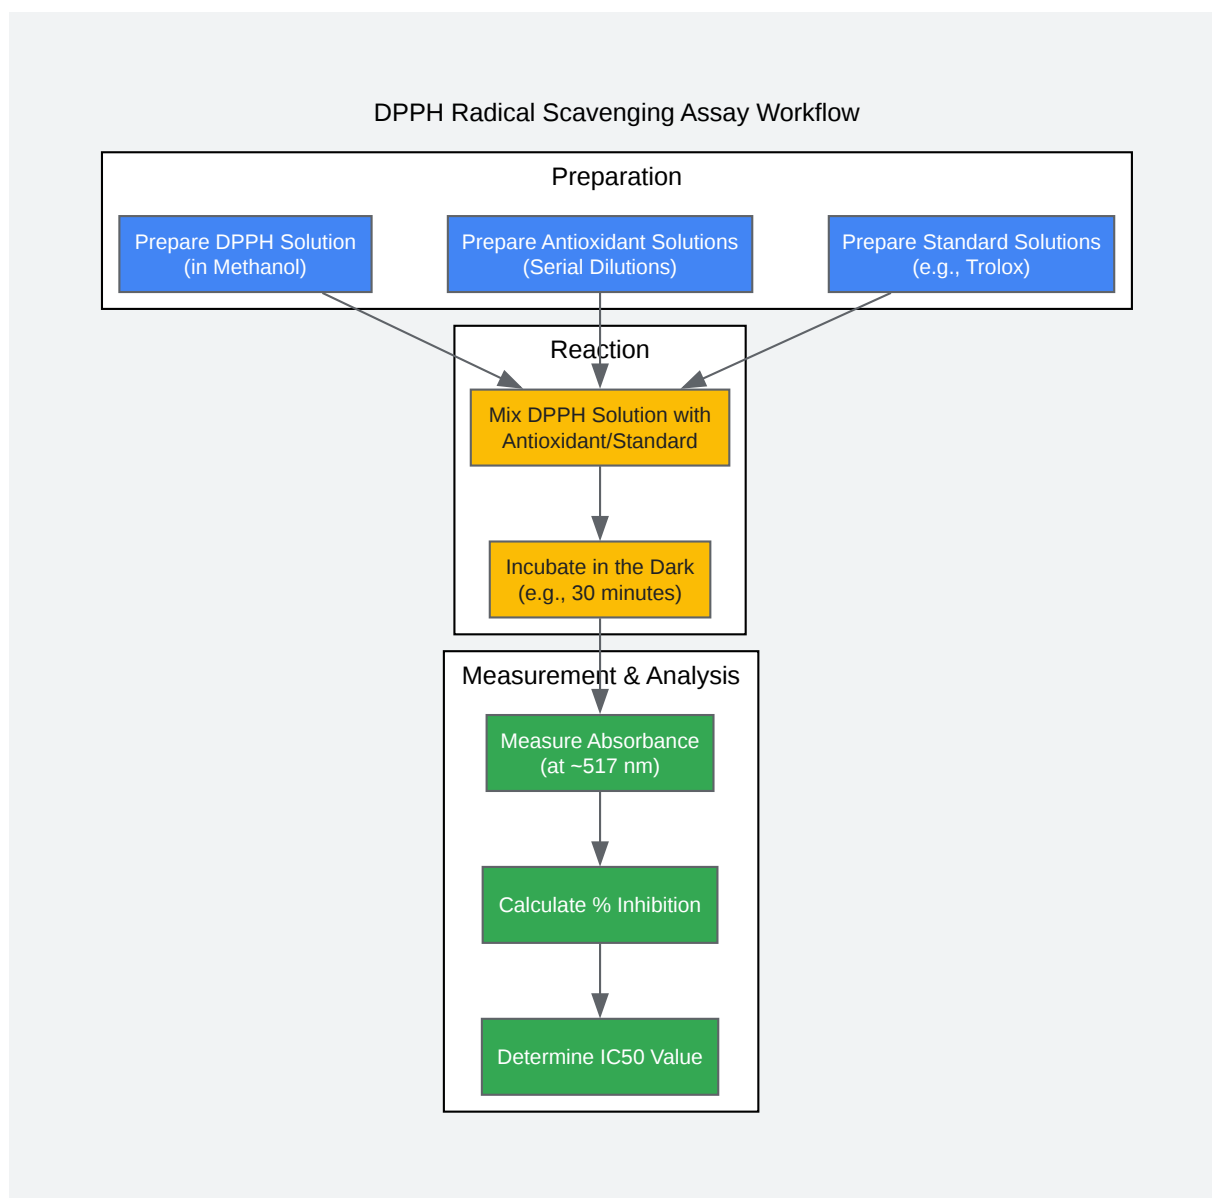 DPPH Radical Scavenging Assay Workflow
Preparation
Prepare DPPH Solution
(in Methanol)
Prepare Antioxidant Solutions
(Serial Dilutions)
Prepare Standard Solutions
(e.g., Trolox)
Reaction
Mix DPPH Solution with
Antioxidant/Standard
Incubate in the Dark
(e.g., 30 minutes)
Measurement & Analysis
Measure Absorbance
(at ~517 nm)
Calculate % Inhibition
Determine IC50 Value